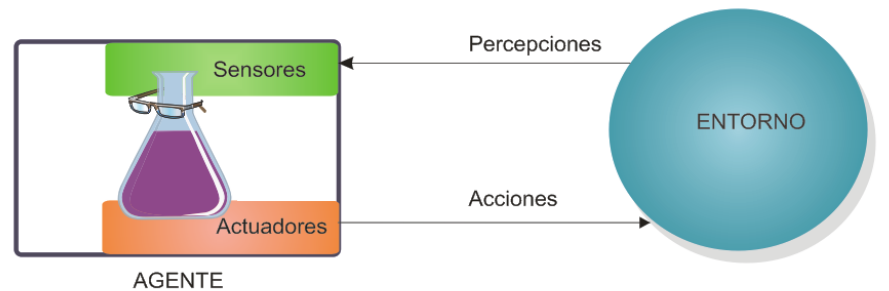 Percepciones
Sensores
ENTORNO
Acciones
Actuadores
AGENTE